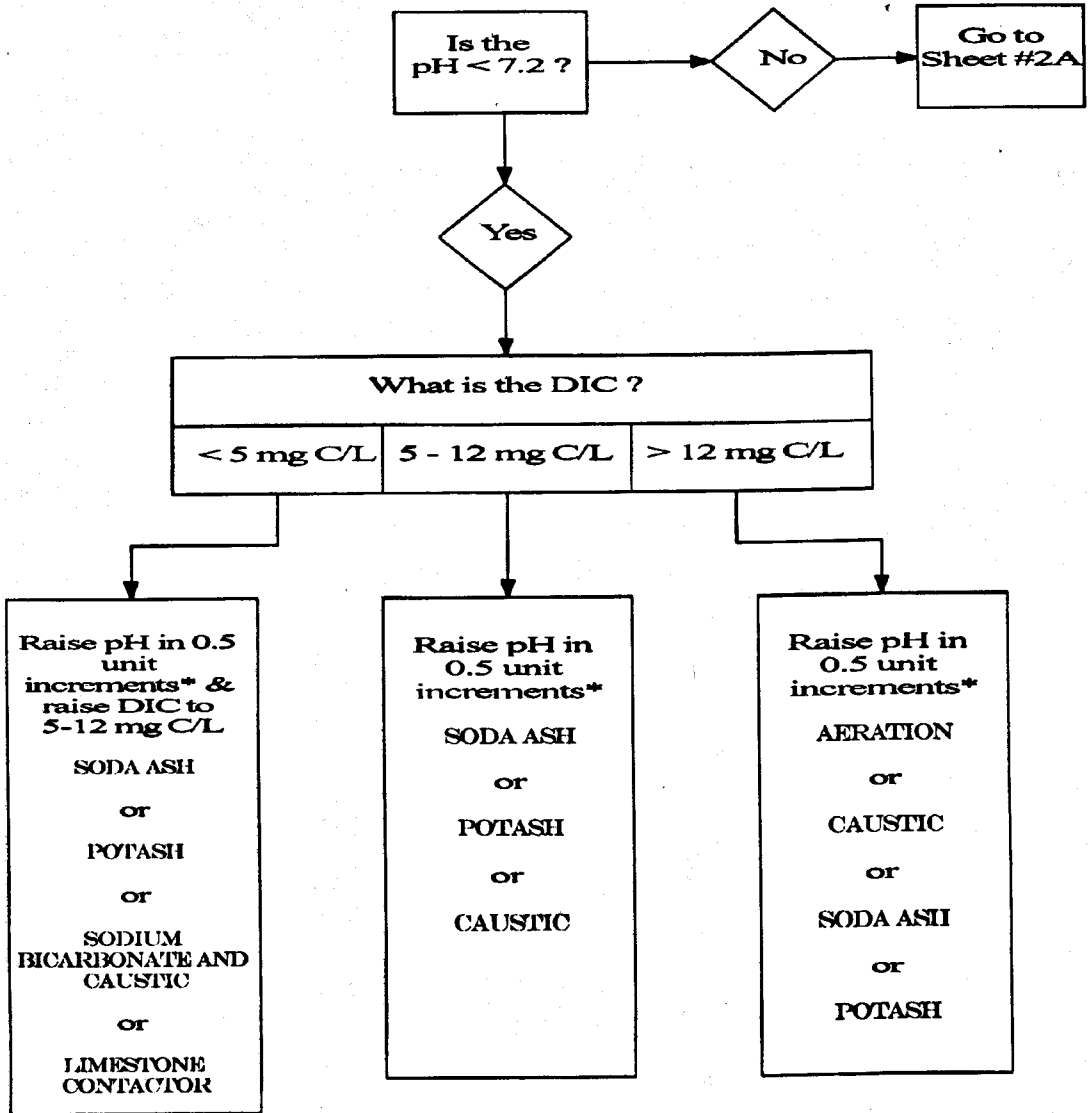 Is the
pH < 7.2 ?
No
Go to
Sheet #2A
Yes
What is the DIC ?
< 5 mg C/L
5 - 12 mg C/L
> 12 mg C/L
Raise pH in 0.5
unit
increments* &
raise DIC to
5-12 mg C/L
SODA ASH
or
POTASH
or
SODIUM
BICARBONATE AND
CAUSTIC
or
LIMESTONE
CONTACTOR
Raise pH in
0.5 unit
increments*
SODA ASH
or
POTASH
or
CAUSTIC
Raise pH in
0.5 unit
increments*
AERATION
or
CAUSTIC
or
SODA ASH
or
POTASH